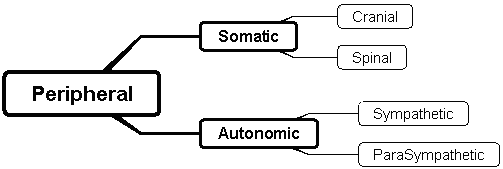 Peripheral
Somatic
Cranial
Spinal
Autonomic
Sympathetic
ParaSympathetic